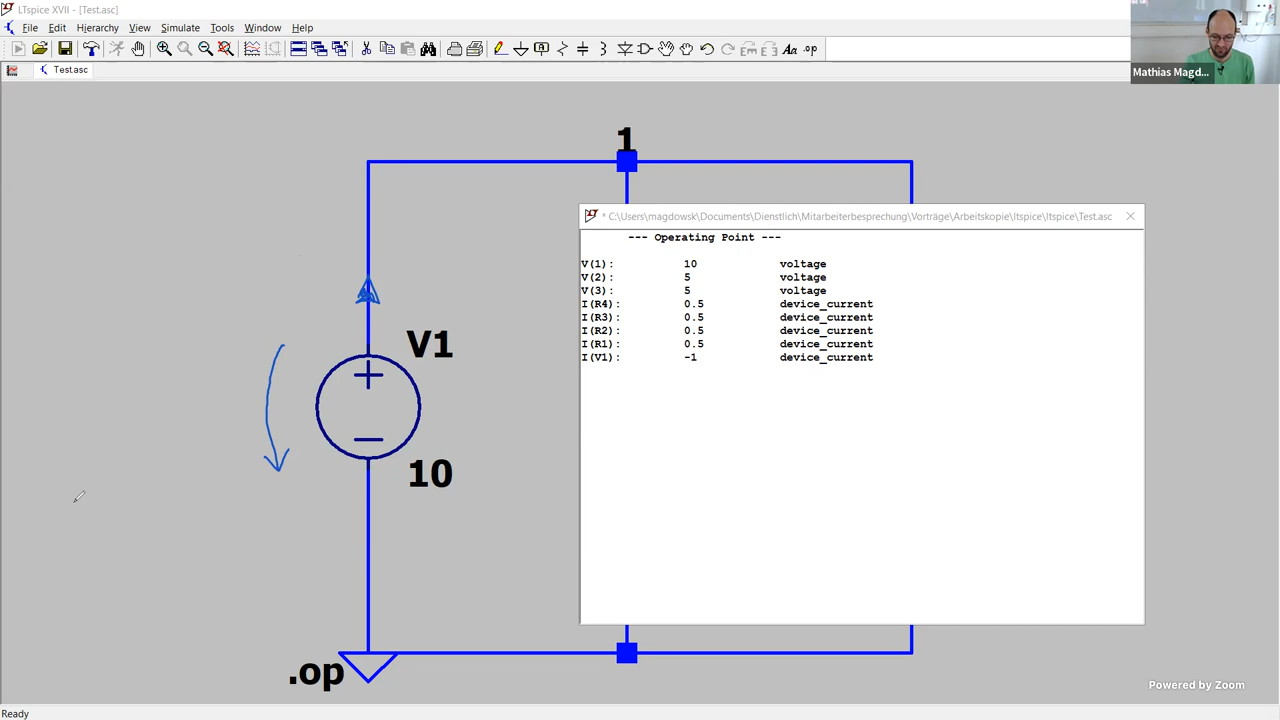 LTspice XVII - [Test.asc]
File Edit Hierarchy View Simulate Tools Window Help
Aa .op
Test.asc
Mathias Magd...
1
* C:\Users\magdowsk\Documents\Dienstlich\Mitarbeiterbesprechung\Vorträge\Arbeitskopie\ltspice\ltspice\Test.asc
--- Operating Point ---
V(1): 10 voltage
V(2): 5 voltage
V(3): 5 voltage
I(R4): 0.5 device_current
I(R3): 0.5 device_current
I(R2): 0.5 device_current
I(R1): 0.5 device_current
I(V1): -1 device_current
V1
10
.op
Powered by Zoom
Ready